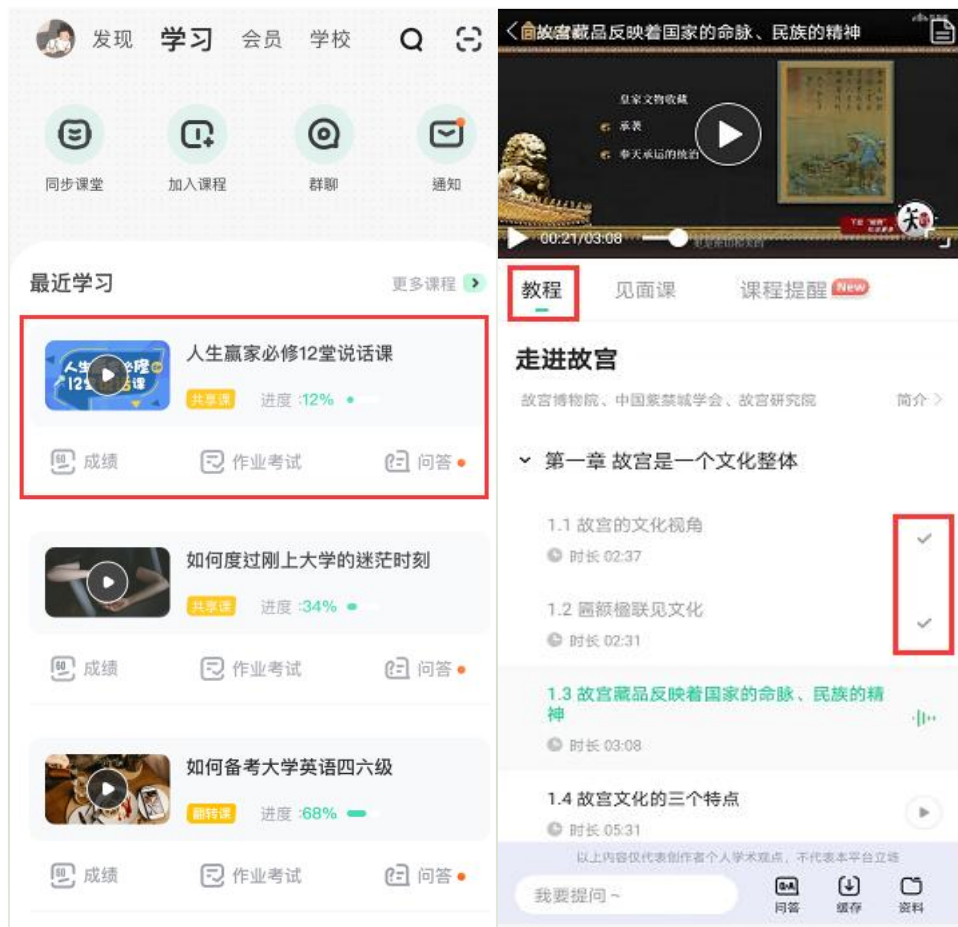 发现 学习 会员 学校
同步课堂 加入课程 群聊 通知
最近学习 更多课程
人生赢家必修12堂说话课
共享课 进度 :12%
成绩 作业考试 问答
如何度过刚上大学的迷茫时刻
共享课 进度 :34%
成绩 作业考试 问答
如何备考大学英语四六级
翻转课 进度 :68%
成绩 作业考试 问答
故宫藏品反映着国家的命脉、民族的精神
皇家文物收藏
承袭
奉天承运的统治
00:21/03:08
教程 见面课 课程提醒 New
走进故宫
故宫博物院、中国紫禁城学会、故宫研究院 简介
第一章 故宫是一个文化整体
1.1 故宫的文化视角
时长 02:37
1.2 匾额楹联见文化
时长 02:31
1.3 故宫藏品反映着国家的命脉、民族的精
神
时长 03:08
1.4 故宫文化的三个特点
时长 05:31
以上内容仅代表创作者个人学术观点，不代表本平台立场
我要提问 ~
Q&A
问答 缓存 资料